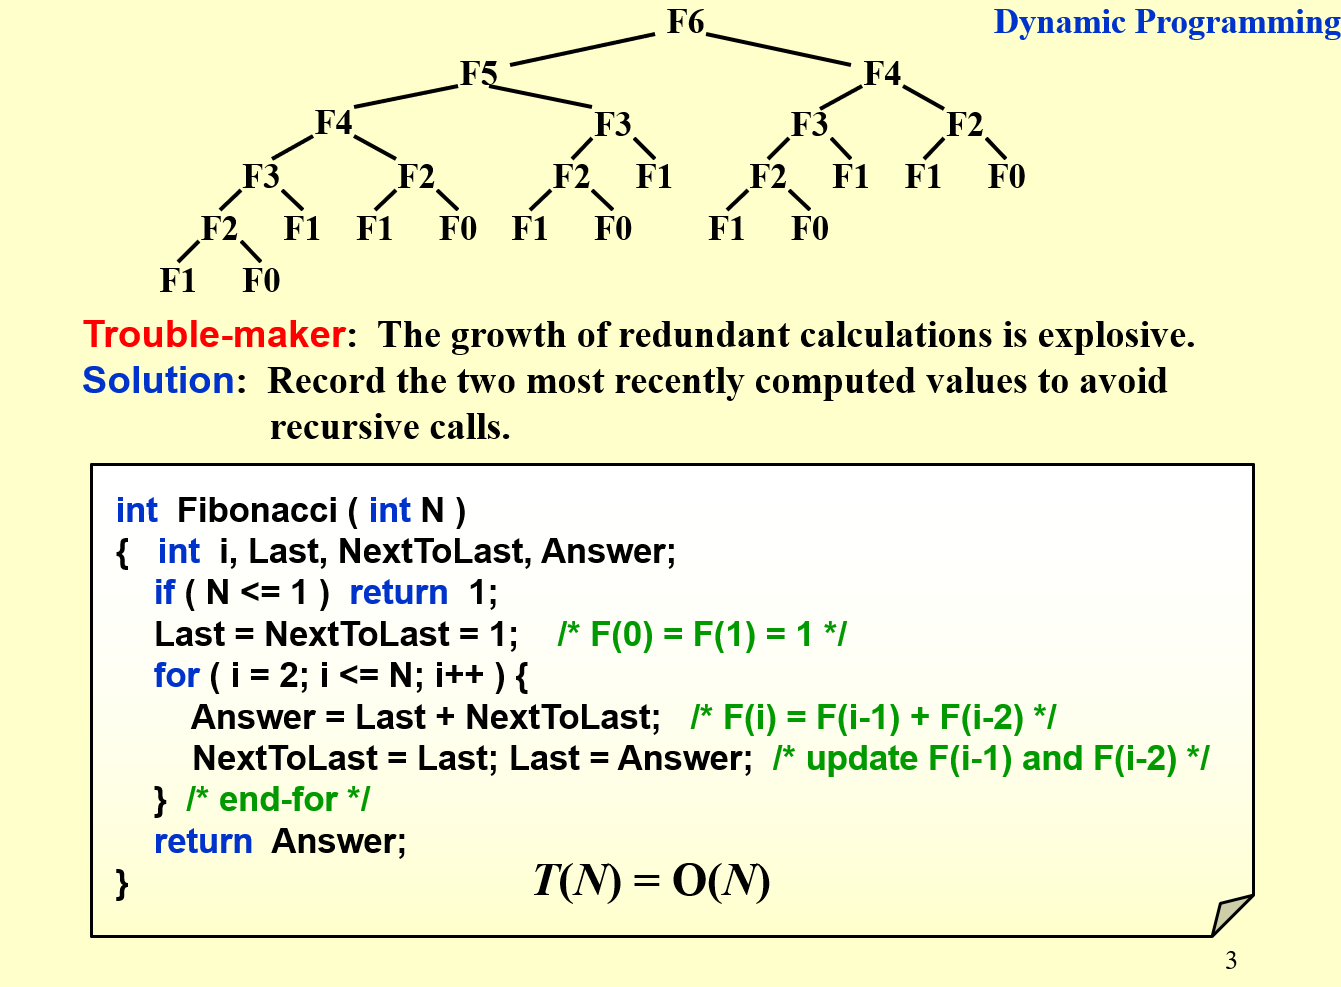 Dynamic Programming
F6
F5 F4
F4 F3 F3 F2
F3 F2 F2 F1 F2 F1 F1 F0
F2 F1 F1 F0 F1 F0 F1 F0
F1 F0
Trouble-maker: The growth of redundant calculations is explosive.
Solution: Record the two most recently computed values to avoid
recursive calls.
int Fibonacci ( int N )
{ int i, Last, NextToLast, Answer;
if ( N <= 1 ) return 1;
Last = NextToLast = 1; /* F(0) = F(1) = 1 */
for ( i = 2; i <= N; i++ ) {
Answer = Last + NextToLast; /* F(i) = F(i-1) + F(i-2) */
NextToLast = Last; Last = Answer; /* update F(i-1) and F(i-2) */
} /* end-for */
return Answer;
}
T(N) = O(N)
3